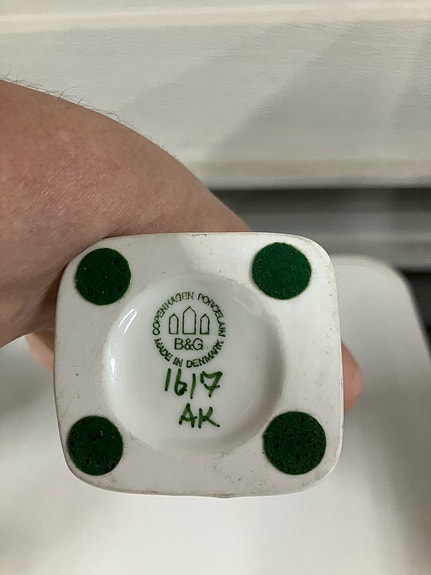 COPENHAGEN PORCELAIN
B&G
MADE IN DENMARK
1617
AK